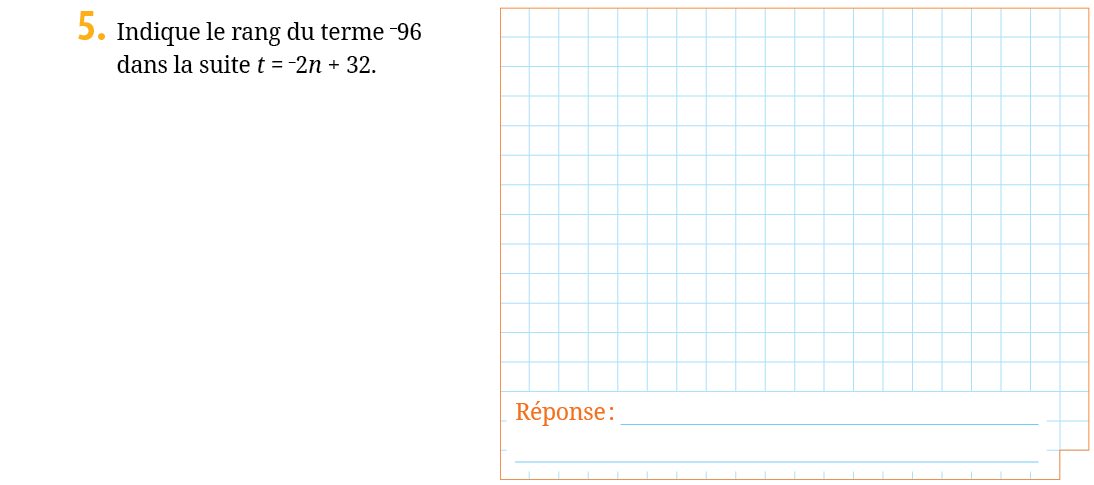 5. Indique le rang du terme ⁻96
dans la suite t = ⁻2n + 32.
Réponse :